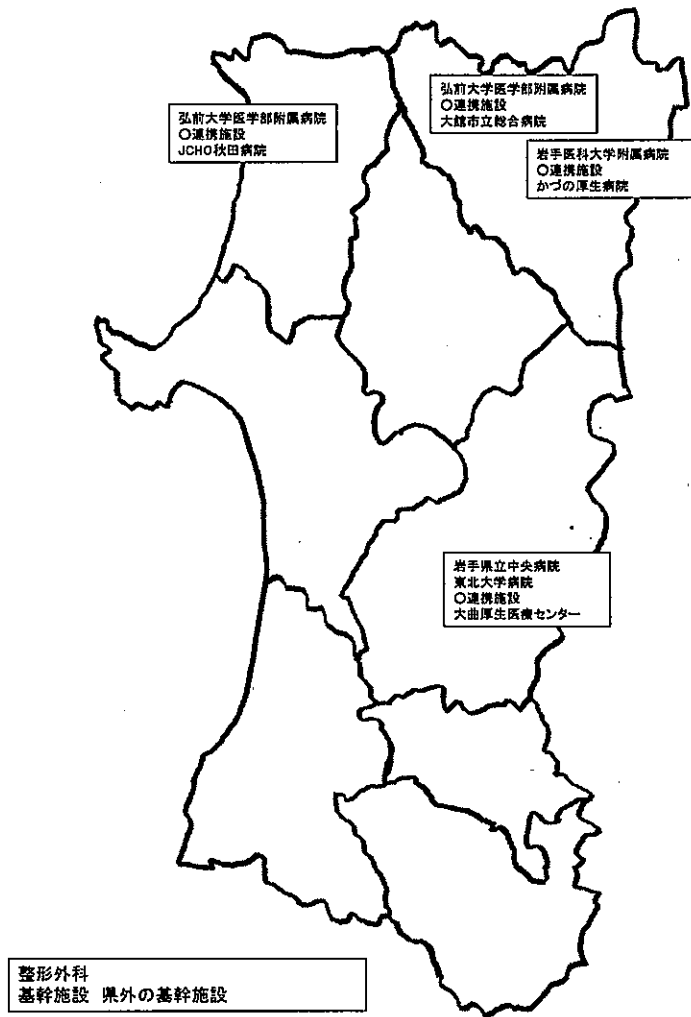 弘前大学医学部附属病院
〇連携施設
大館市立総合病院
弘前大学医学部附属病院
〇連携施設
JCHO秋田病院
岩手医科大学附属病院
〇連携施設
かづの厚生病院
岩手県立中央病院
東北大学病院
〇連携施設
大曲厚生医療センター
整形外科
基幹施設 県外の基幹施設